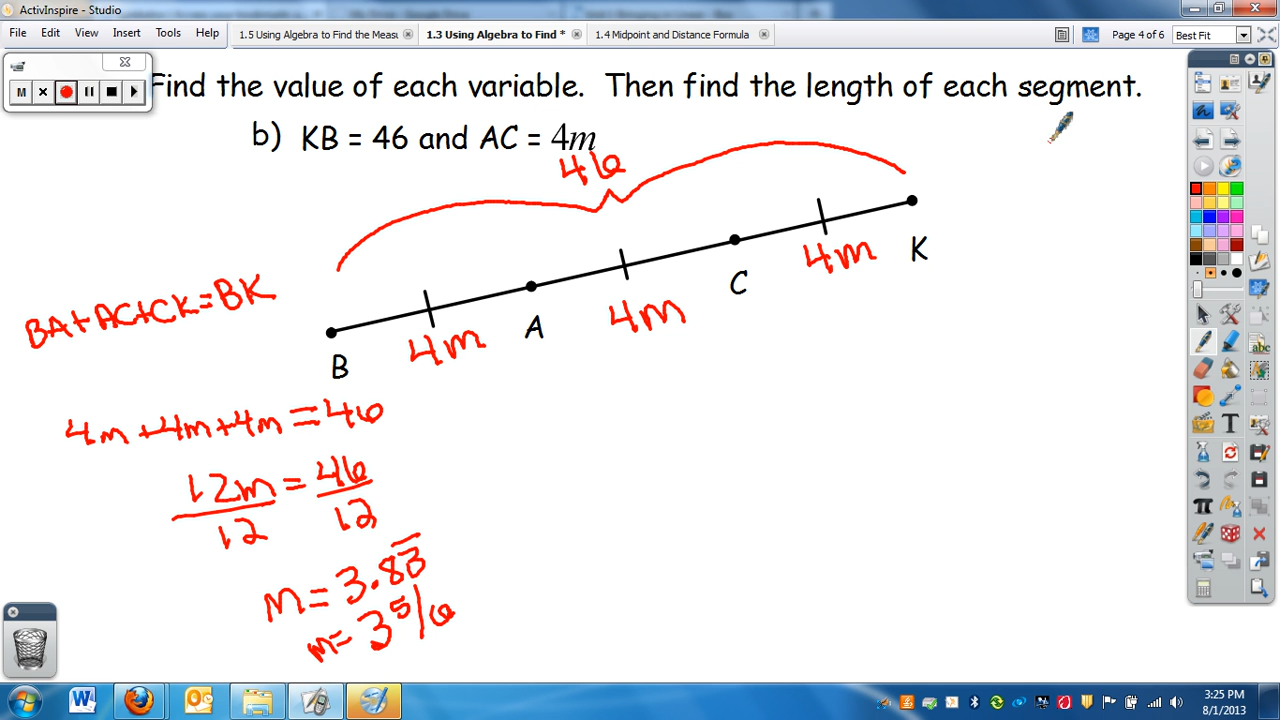 ActivInspire - Studio
File Edit View Insert Tools Help
1.5 Using Algebra to Find the Meas
1.3 Using Algebra to Find *
1.4 Midpoint and Distance Formula
Page 4 of 6
Best Fit
M
Find the value of each variable. Then find the length of each segment.
b) KB = 46 and AC = 4m
46
4m
K
C
BA+AC+CK=BK
4m
A
4m
B
4m+4m+4m=46
12m = 46
12 12
m = 3.83̅
m= 3 5/6
abc
T
π
W
3:25 PM
8/1/2013